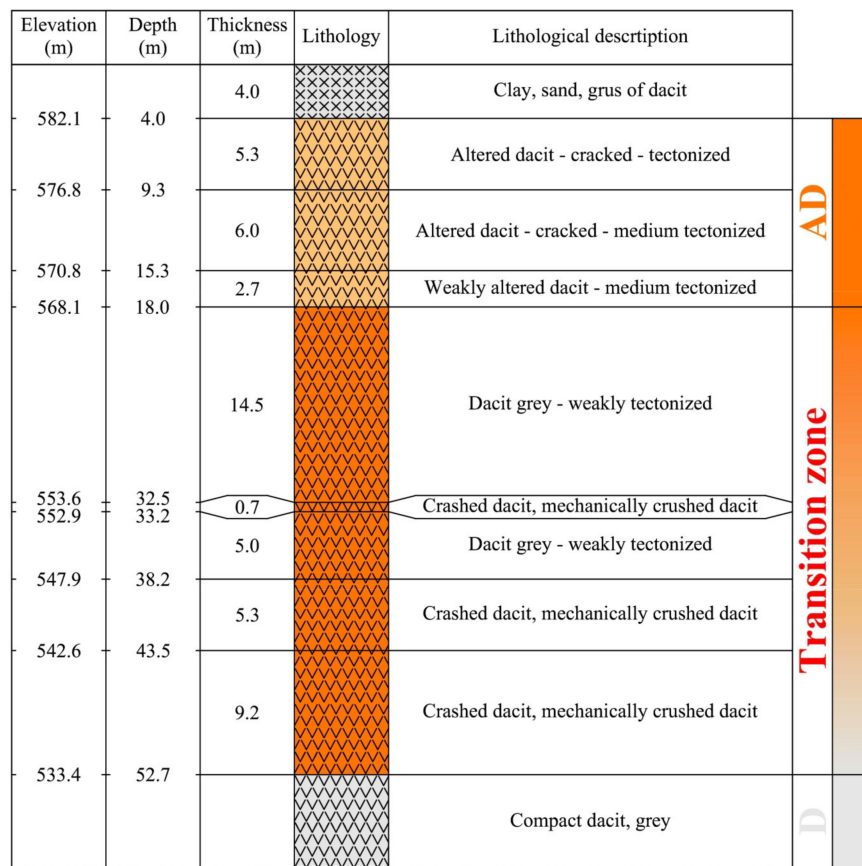 Elevation (m) Depth (m) Thickness (m) Lithology Lithological descrtiption
4.0 Clay, sand, grus of dacit
582.1 4.0
5.3 Altered dacit - cracked - tectonized
576.8 9.3
6.0 Altered dacit - cracked - medium tectonized
570.8 15.3
2.7 Weakly altered dacit - medium tectonized
568.1 18.0
AD
14.5 Dacit grey - weakly tectonized
553.6 32.5
0.7 Crashed dacit, mechanically crushed dacit
552.9 33.2
5.0 Dacit grey - weakly tectonized
547.9 38.2
5.3 Crashed dacit, mechanically crushed dacit
542.6 43.5
9.2 Crashed dacit, mechanically crushed dacit
533.4 52.7
Transition zone
Compact dacit, grey
D